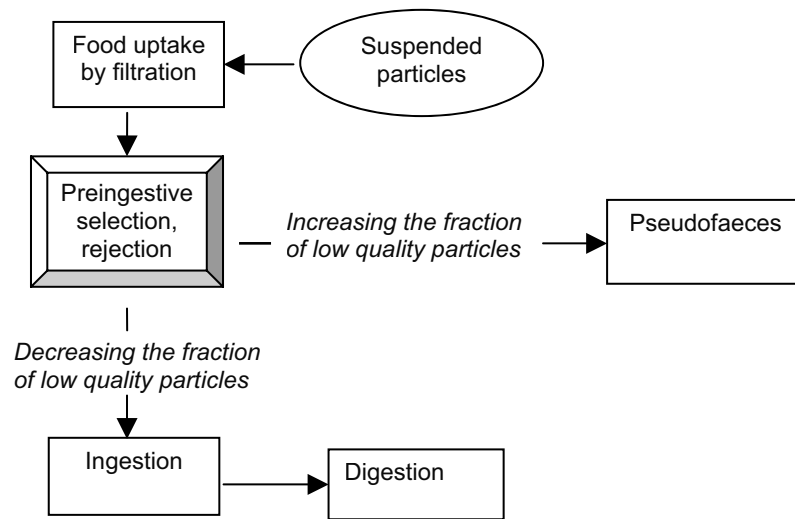 Food uptake
by filtration
Suspended
particles
Preingestive
selection,
rejection
Increasing the fraction
of low quality particles
Pseudofaeces
Decreasing the fraction
of low quality particles
Ingestion
Digestion